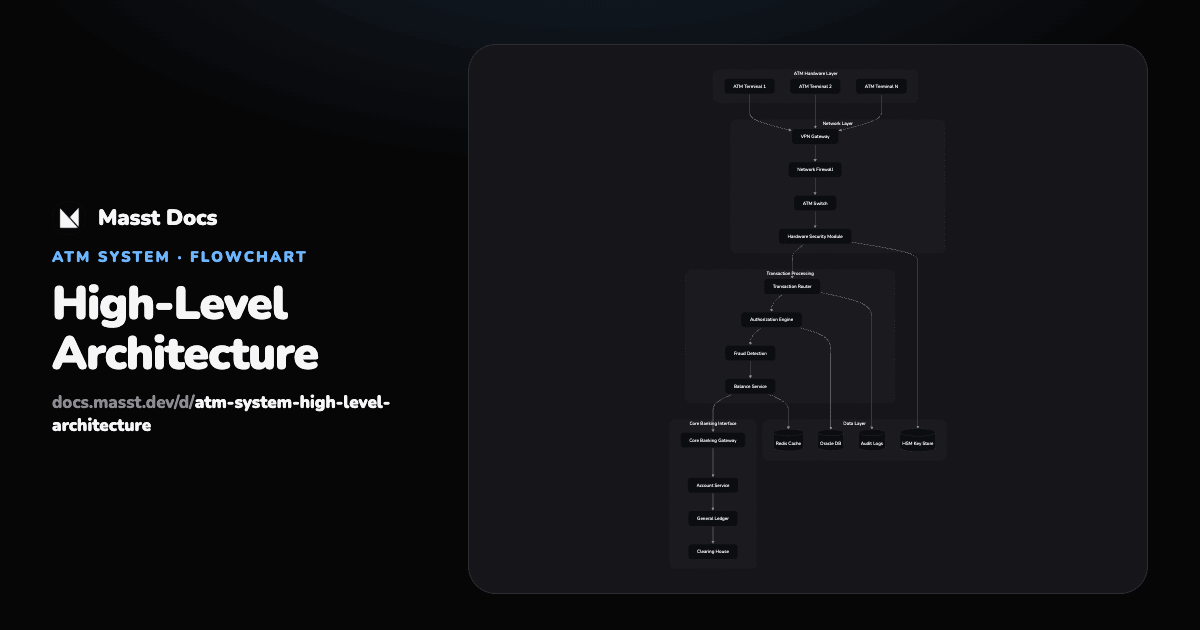 Masst Docs
ATM SYSTEM · FLOWCHART
High-Level
Architecture
docs.masst.dev/d/atm-system-high-level-
architecture
ATM Hardware Layer
ATM Terminal 1
ATM Terminal 2
ATM Terminal N
Network Layer
VPN Gateway
Network Firewall
ATM Switch
Hardware Security Module
Transaction Processing
Transaction Router
Authorization Engine
Fraud Detection
Balance Service
Core Banking Interface
Core Banking Gateway
Account Service
General Ledger
Clearing House
Data Layer
Redis Cache
Oracle DB
Audit Logs
HSM Key Store